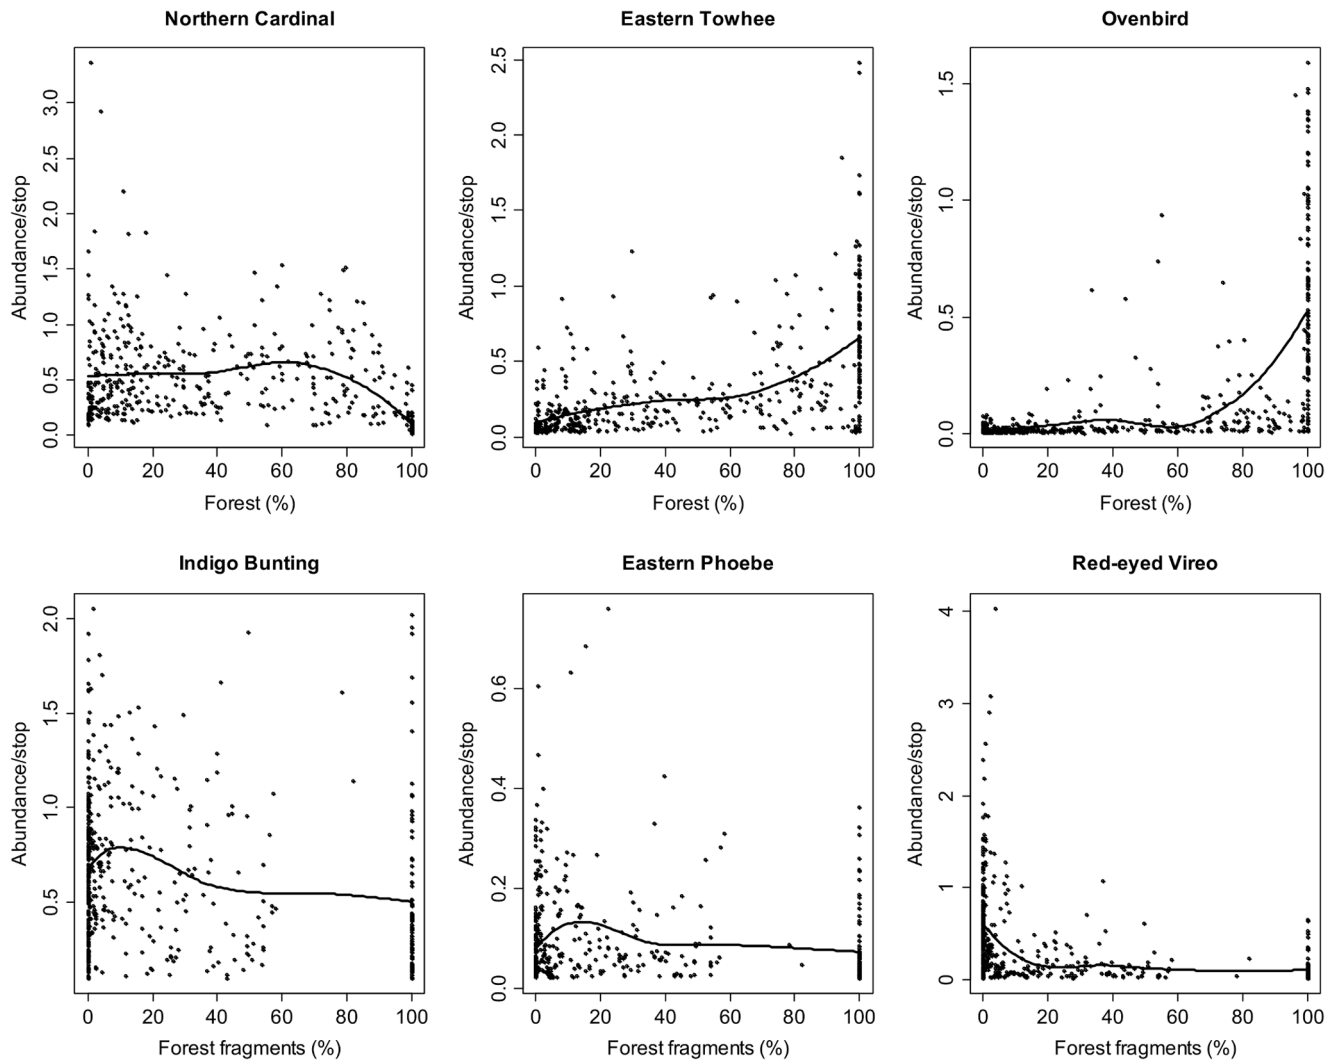 Northern Cardinal Eastern Towhee Ovenbird
Abundance/stop
0.0 0.5 1.0 1.5 2.0 2.5 3.0
0 20 40 60 80 100
Forest (%)
Abundance/stop
0.0 0.5 1.0 1.5 2.0 2.5
0 20 40 60 80 100
Forest (%)
Abundance/stop
0.0 0.5 1.0 1.5
0 20 40 60 80 100
Forest (%)
Indigo Bunting Eastern Phoebe Red-eyed Vireo
Abundance/stop
0.5 1.0 1.5 2.0
0 20 40 60 80 100
Forest fragments (%)
Abundance/stop
0.0 0.2 0.4 0.6
0 20 40 60 80 100
Forest fragments (%)
Abundance/stop
0 1 2 3 4
0 20 40 60 80 100
Forest fragments (%)